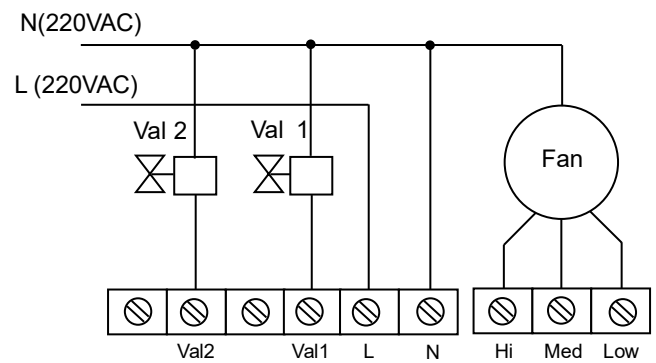 N(220VAC)
L (220VAC)
Val 2 Val 1
Fan
Val2 Val1 L N Hi Med Low